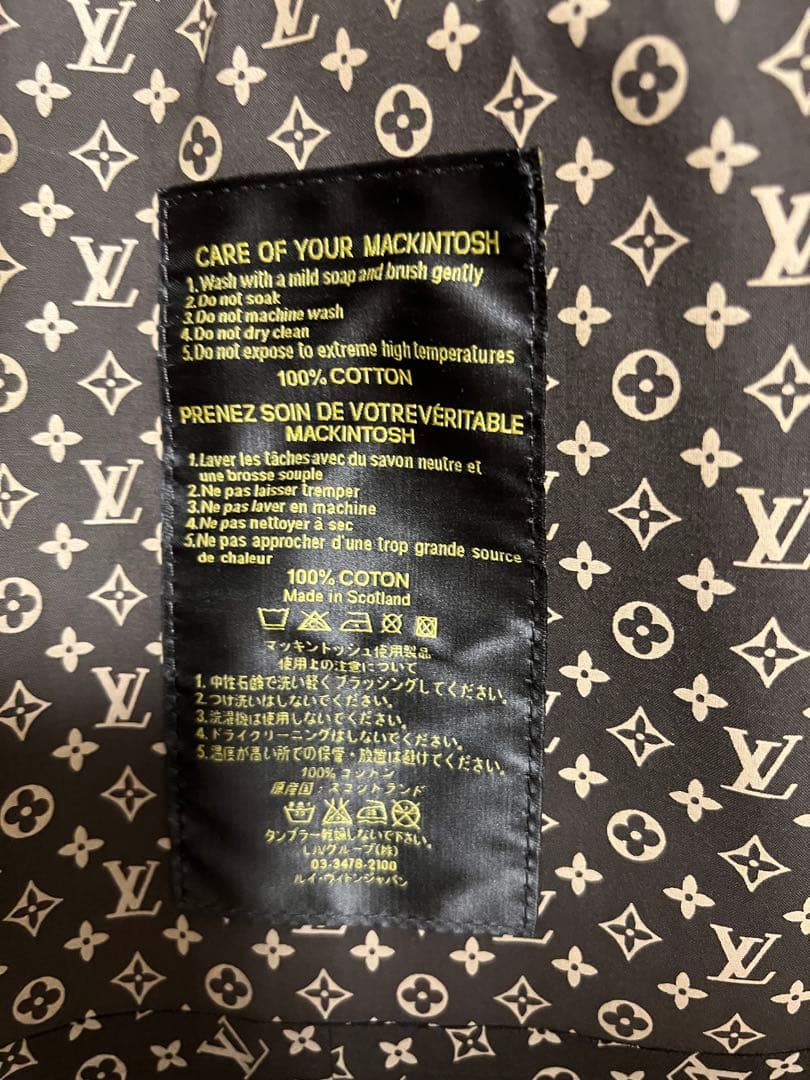 CARE OF YOUR MACKINTOSH
1.Wash with a mild soap and brush gently
2.Do not soak
3.Do not machine wash
4.Do not dry clean
5.Do not expose to extreme high temperatures
100% COTTON
PRENEZ SOIN DE VOTRE VÉRITABLE
MACKINTOSH
1.Laver les tâches avec du savon neutre et
une brosse souple
2.Ne pas laisser tremper
3.Ne pas laver en machine
4.Ne pas nettoyer à sec
5.Ne pas approcher d'une trop grande source
de chaleur
100% COTON
Made in Scotland
マッキントッシュ使用製品
使用上の注意について
1.中性石鹸で洗い軽くブラッシングしてください。
2.つけ洗いはしないでください。
3.洗濯機は使用しないでください。
4.ドライクリーニングはしないでください。
5.温度が高い所での保管・放置は避けてください。
100%コットン
原産国:スコットランド
タンブラー乾燥しないで下さい。
LJVグループ(株)
03-3478-2100
ルイ・ヴィトンジャパン